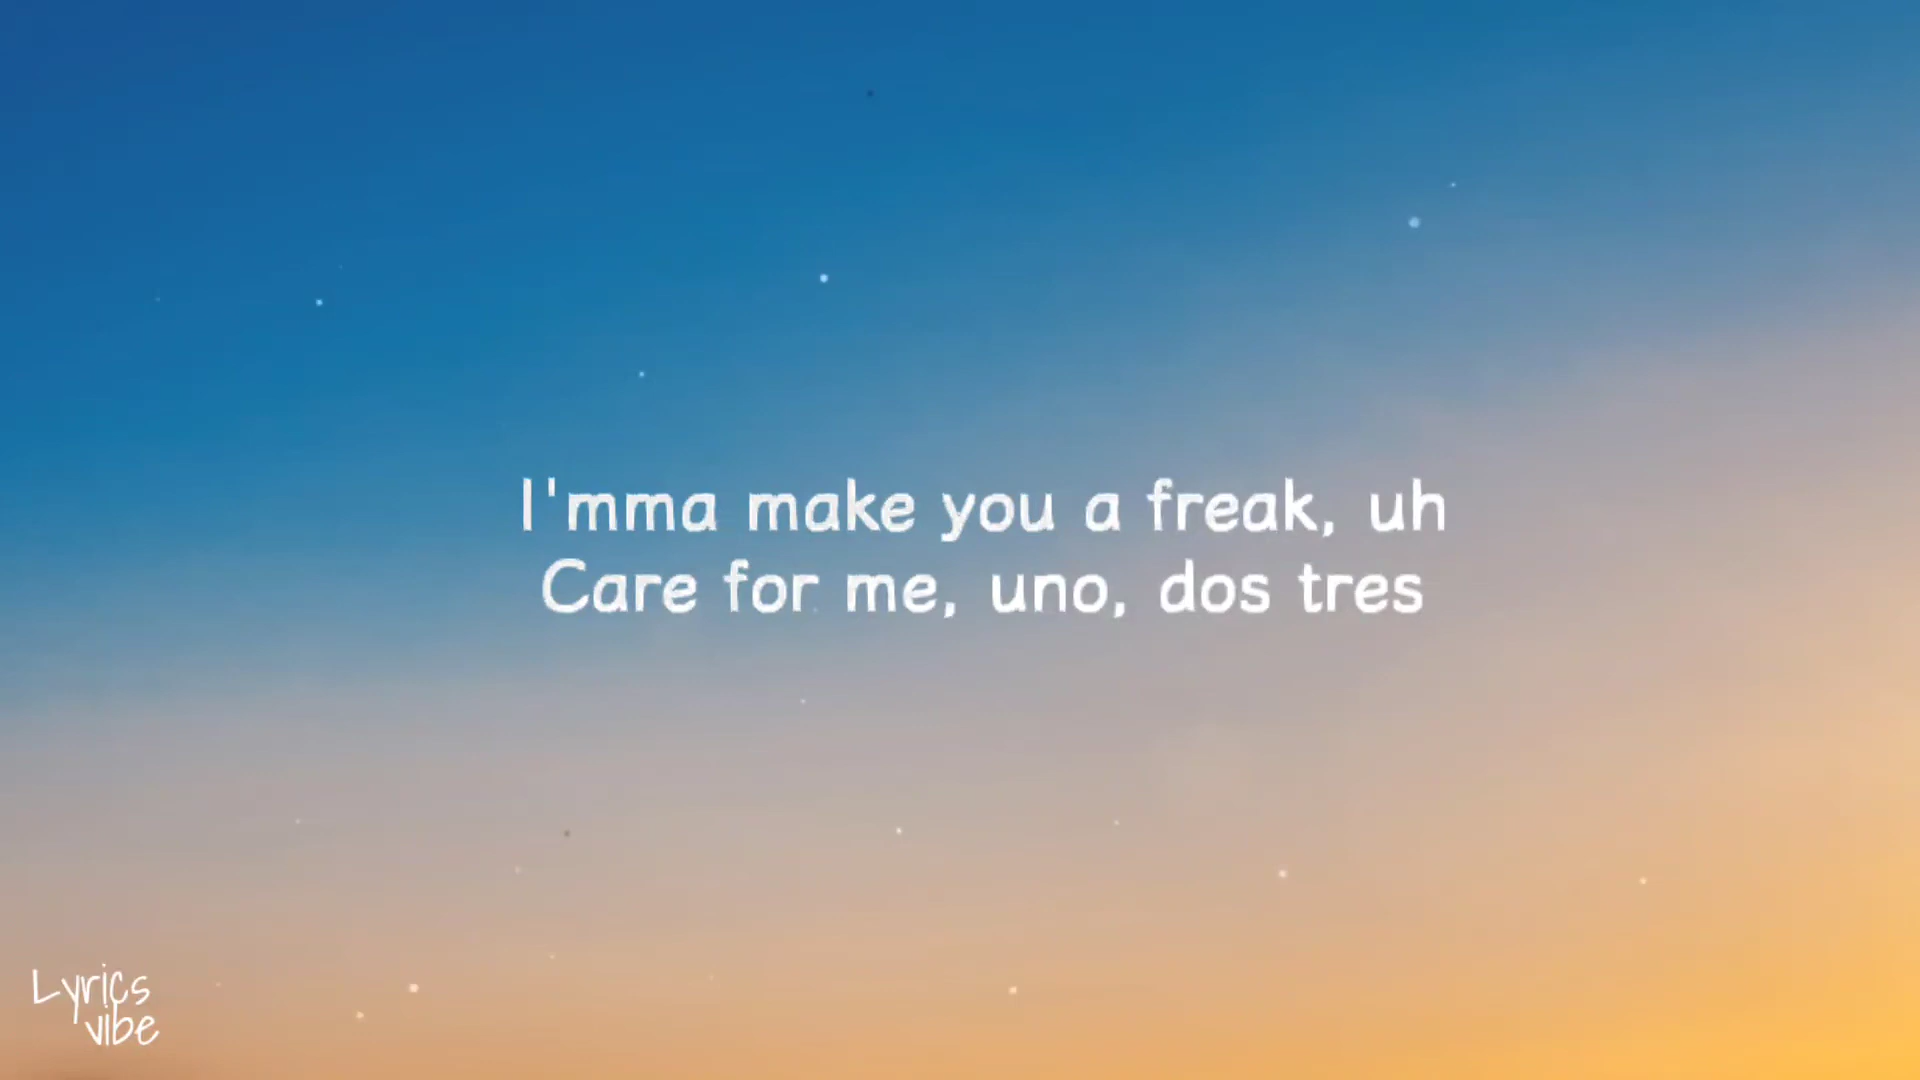 I'mma make you a freak, uh
Care for me, uno, dos tres
Lyrics
vibe